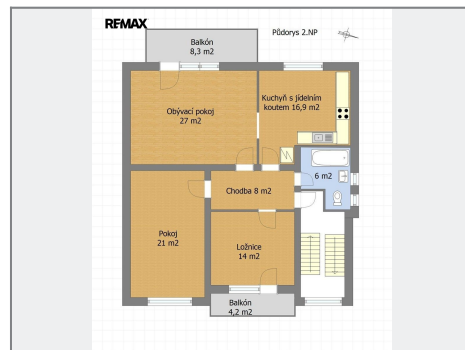 RE/MAX
Půdorys 2.NP
Balkón
8,3 m2
Obývací pokoj
27 m2
Kuchyň s jídelním
koutem 16,9 m2
6 m2
Chodba 8 m2
Pokoj
21 m2
Ložnice
14 m2
Balkón
4,2 m2